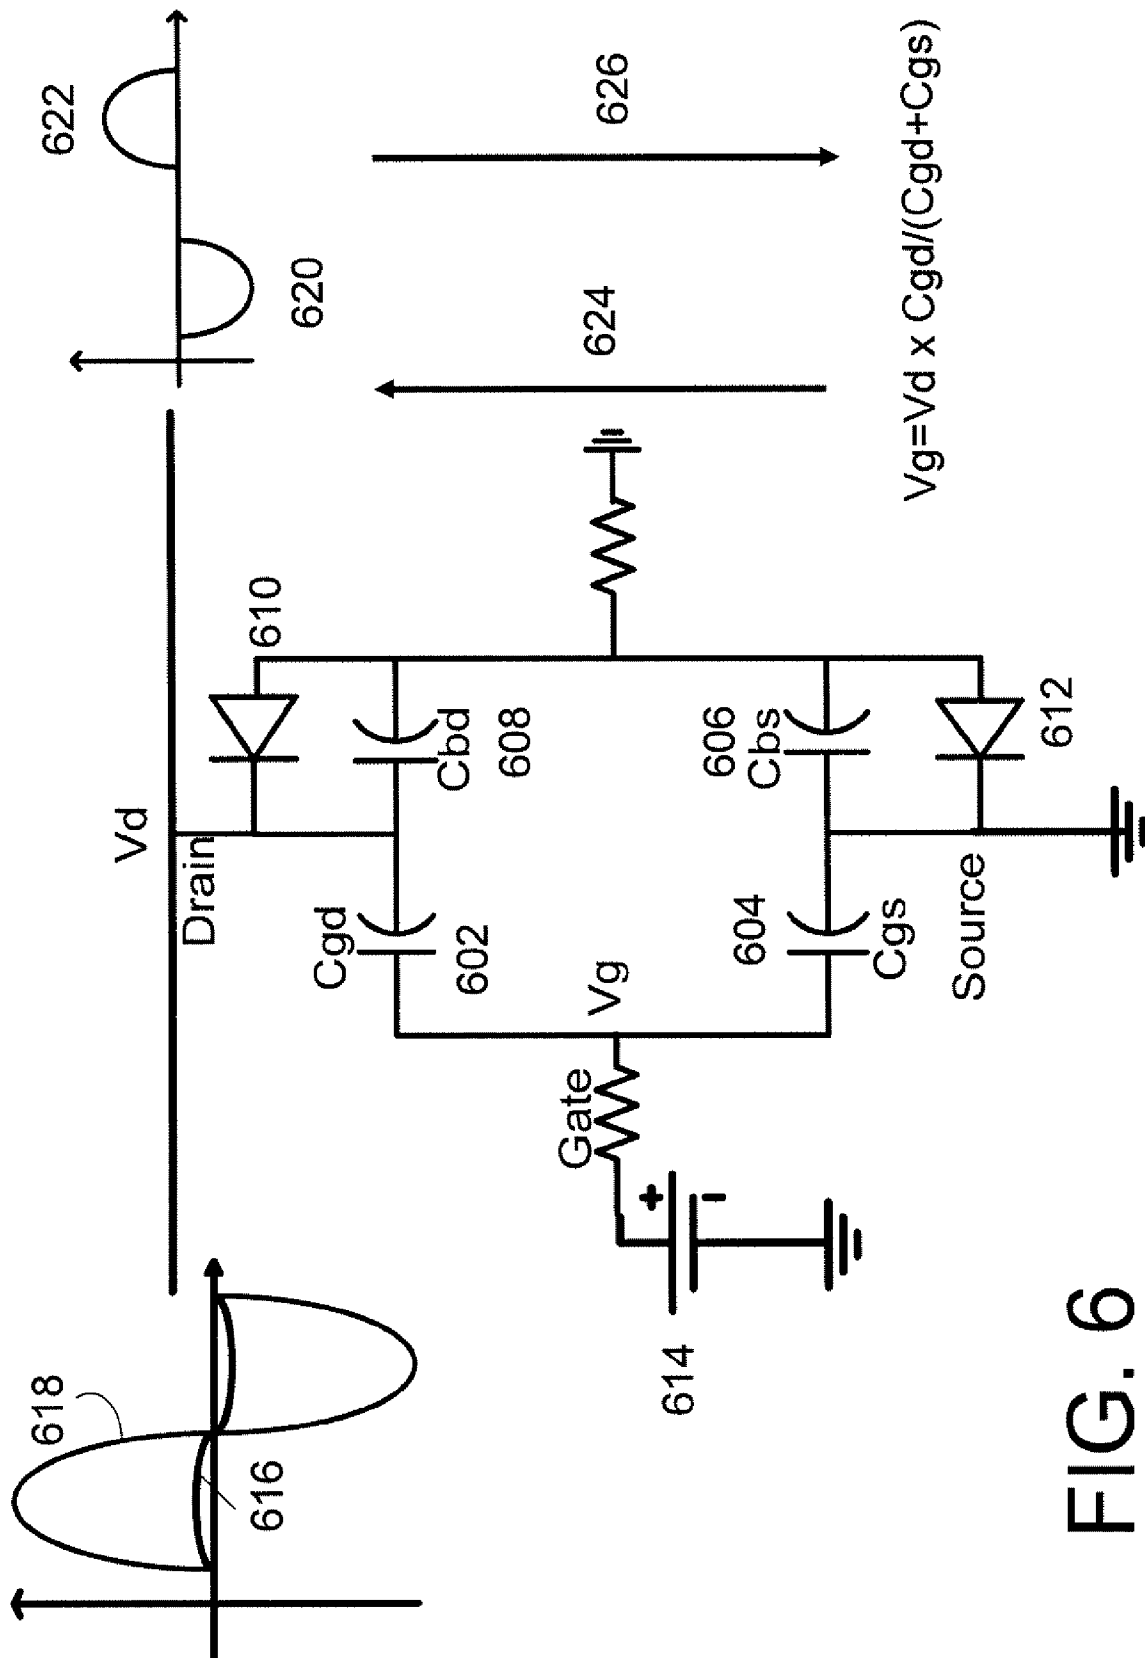 618
616
Vd
Drain
610
622
620
Cgd
602
Cbd
608
Gate
Vg
624
626
614
604
Cgs
606
Cbs
Source
612
+
-
Vg=Vd x Cgd/(Cgd+Cgs)
FIG. 6